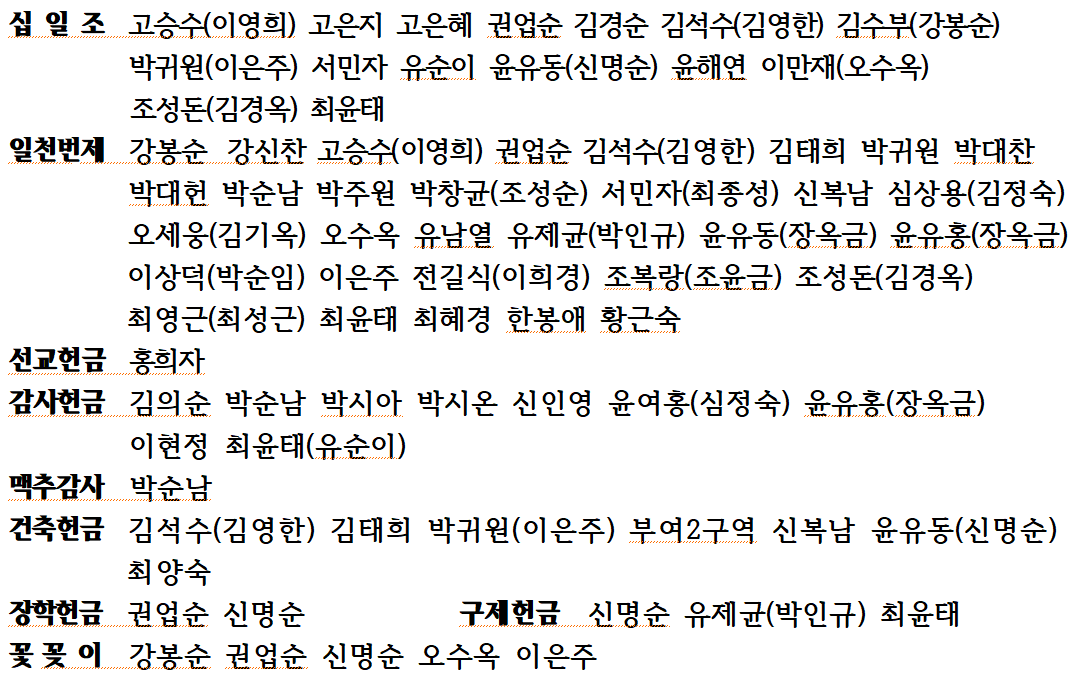 십 일 조 고승수(이영희) 고은지 고은혜 권업순 김경순 김석수(김영한) 김수부(강봉순)
박귀원(이은주) 서민자 유순이 윤유동(신명순) 윤해연 이만재(오수옥)
조성돈(김경옥) 최윤태
일천번제 강봉순 강신찬 고승수(이영희) 권업순 김석수(김영한) 김태희 박귀원 박대찬
박대헌 박순남 박주원 박창균(조성순) 서민자(최종성) 신복남 심상용(김정숙)
오세웅(김기옥) 오수옥 유남열 유제균(박인규) 윤유동(장옥금) 윤유홍(장옥금)
이상덕(박순임) 이은주 전길식(이희경) 조복랑(조윤금) 조성돈(김경옥)
최영근(최성근) 최윤태 최혜경 한봉애 황근숙
선교헌금 홍희자
감사헌금 김의순 박순남 박시아 박시온 신인영 윤여홍(심정숙) 윤유홍(장옥금)
이현정 최윤태(유순이)
맥추감사 박순남
건축헌금 김석수(김영한) 김태희 박귀원(이은주) 부여2구역 신복남 윤유동(신명순)
최양숙
장학헌금 권업순 신명순 구제헌금 신명순 유제균(박인규) 최윤태
꽃 꽂 이 강봉순 권업순 신명순 오수옥 이은주